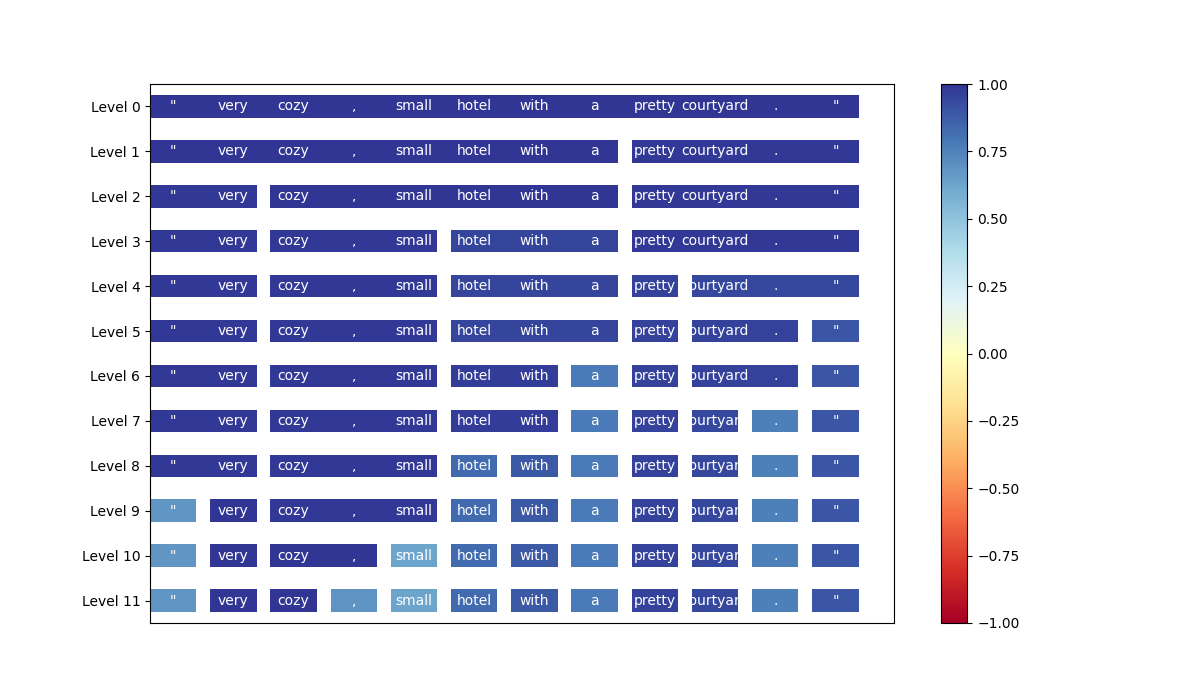 Level 0 " very cozy , small hotel with a pretty courtyard . "
Level 1 " very cozy , small hotel with a pretty courtyard . "
Level 2 " very cozy , small hotel with a pretty courtyard . "
Level 3 " very cozy , small hotel with a pretty courtyard . "
Level 4 " very cozy , small hotel with a pretty ourtyard . "
Level 5 " very cozy , small hotel with a pretty ourtyard . "
Level 6 " very cozy , small hotel with a pretty ourtyard . "
Level 7 " very cozy , small hotel with a pretty ourtyar . "
Level 8 " very cozy , small hotel with a pretty ourtyar . "
Level 9 " very cozy , small hotel with a pretty ourtyar . "
Level 10 " very cozy , small hotel with a pretty ourtyar . "
Level 11 " very cozy , small hotel with a pretty ourtyar . "
1.00
0.75
0.50
0.25
0.00
−0.25
−0.50
−0.75
−1.00